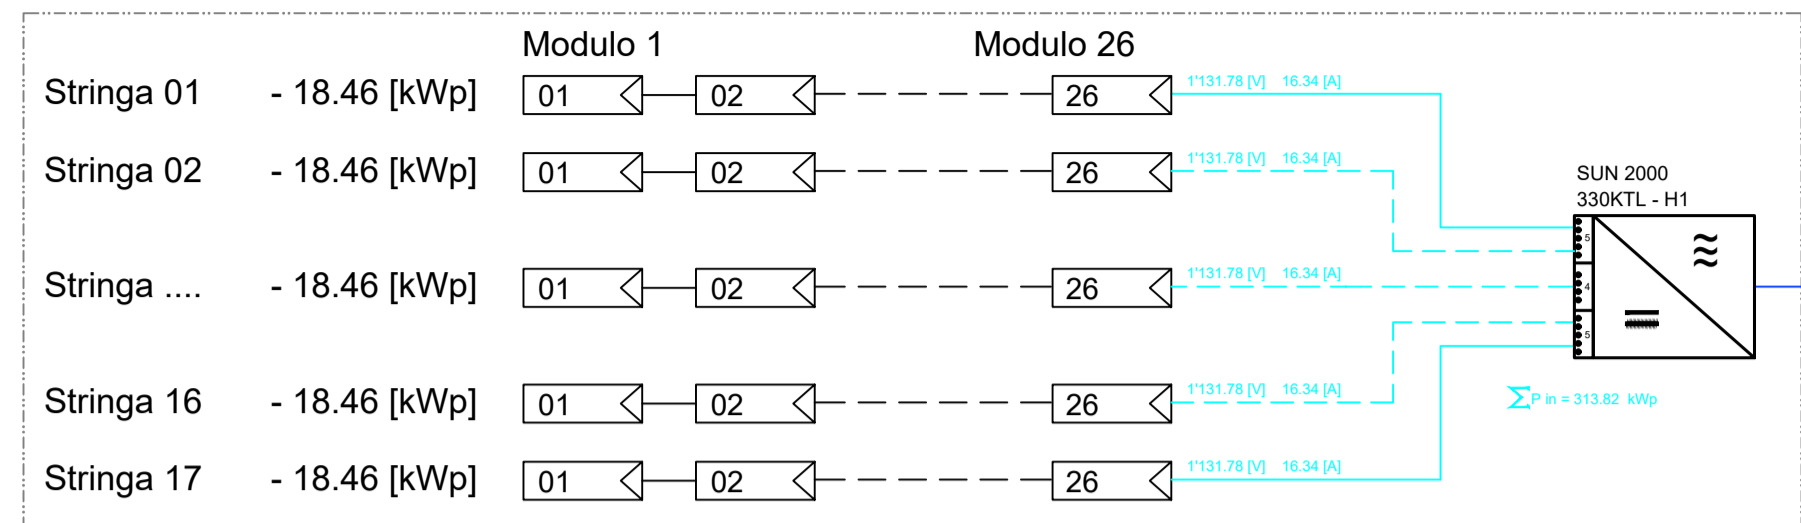 Modulo 1 Modulo 26
Stringa 01 - 18.46 [kWp] 01 02 26 1'131.78 [V] 16.34 [A]
Stringa 02 - 18.46 [kWp] 01 02 26 1'131.78 [V] 16.34 [A]
SUN 2000
330KTL - H1
5
Stringa .... - 18.46 [kWp] 01 02 26 1'131.78 [V] 16.34 [A]
4
5
Stringa 16 - 18.46 [kWp] 01 02 26 1'131.78 [V] 16.34 [A]
∑P in = 313.82 kWp
Stringa 17 - 18.46 [kWp] 01 02 26 1'131.78 [V] 16.34 [A]